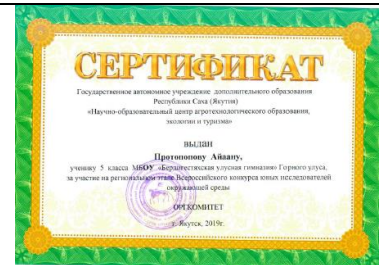 СЕРТИФИКАТ
Государственное автономное учреждение дополнительного образования
Республики Саха (Якутия)
«Научно-образовательный центр агротехнологического образования,
экологии и туризма»
ВЫДАН
Протопопову Айаану,
ученику 5 класса МБОУ «Бердигестяхская улусная гимназия» Горного улуса,
за участие на региональном этапе Всероссийского конкурса юных исследователей
окружающей среды
ОРГКОМИТЕТ
г. Якутск, 2019г.